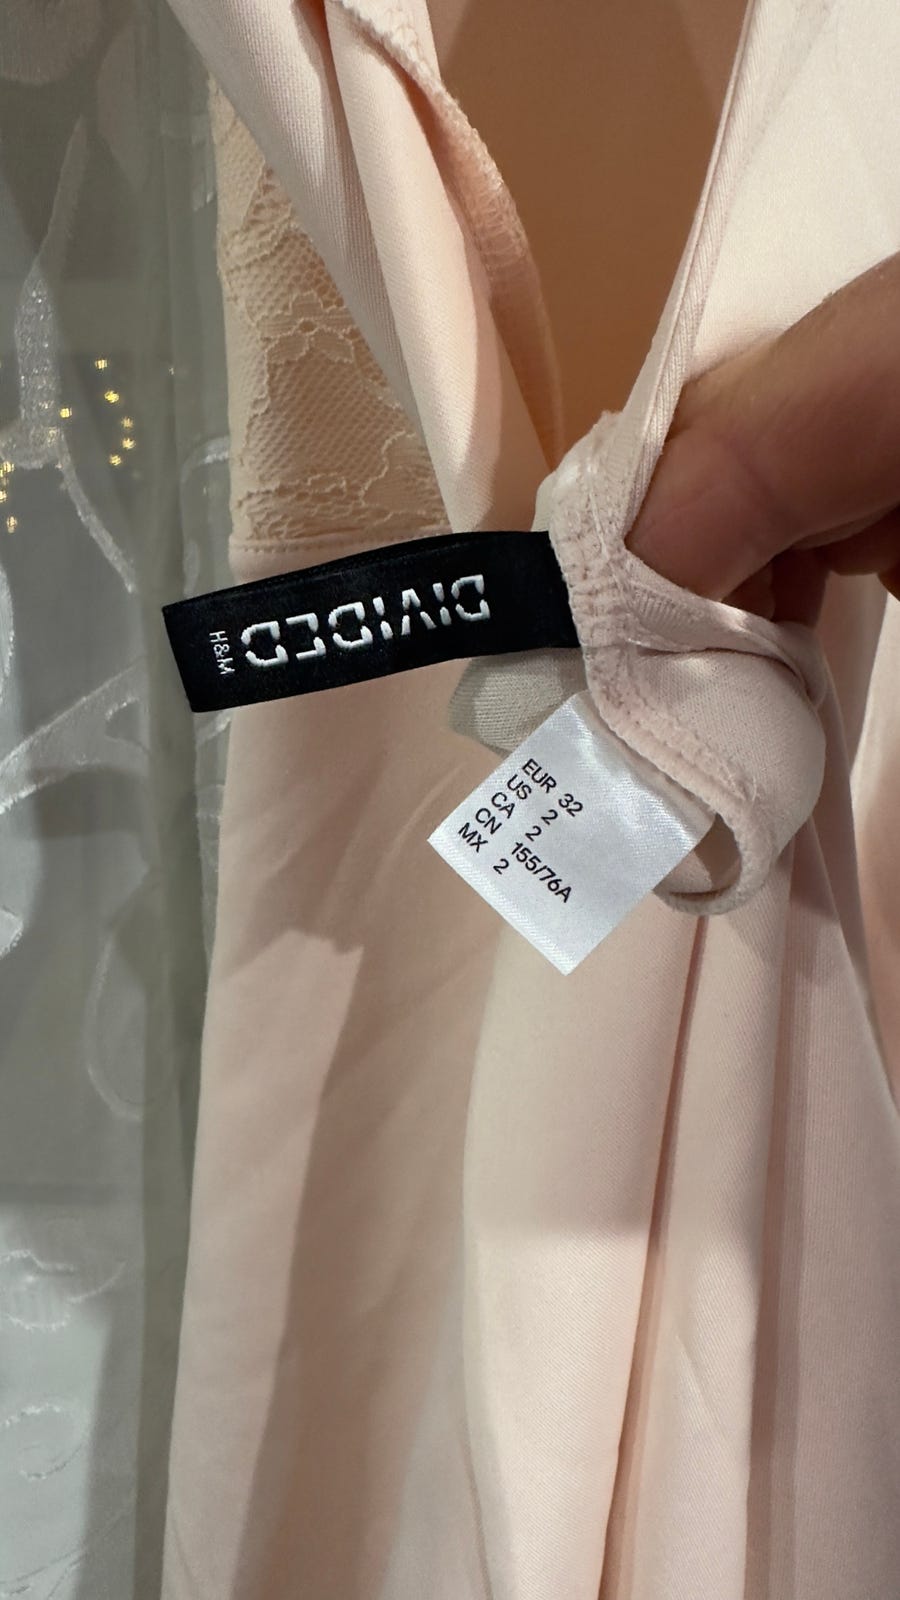 DIVIDED
H&M
EUR 32
US 2
CA 2
CN 155/76A
MX 2